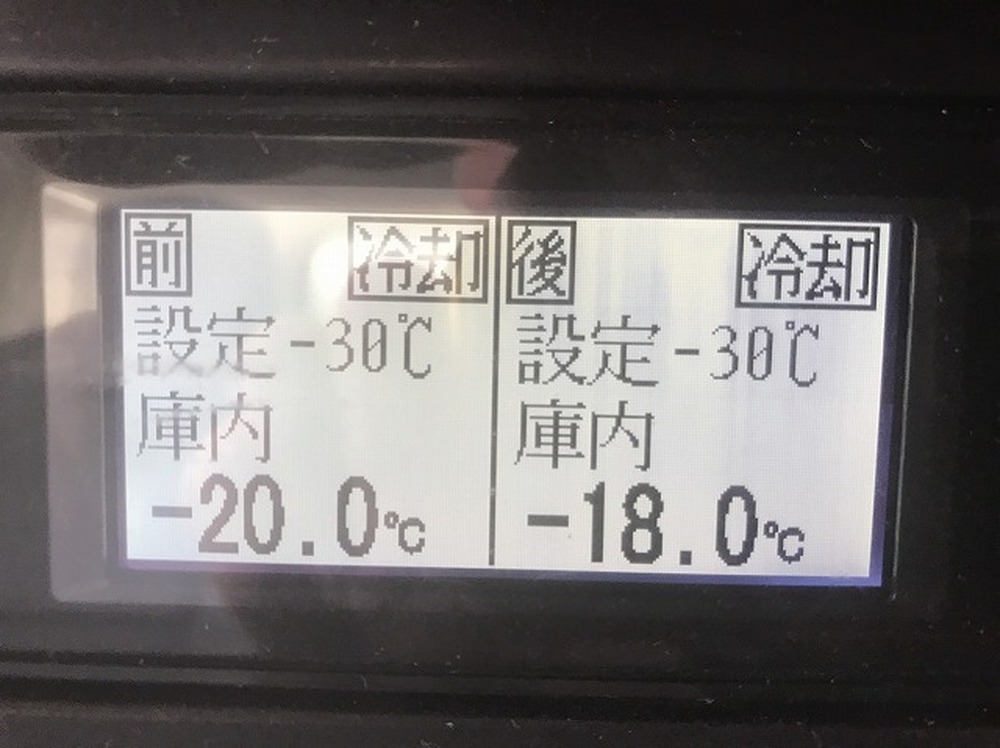 前 冷却
設定 -30℃
庫内
-20.0℃
後 冷却
設定 -30℃
庫内
-18.0℃